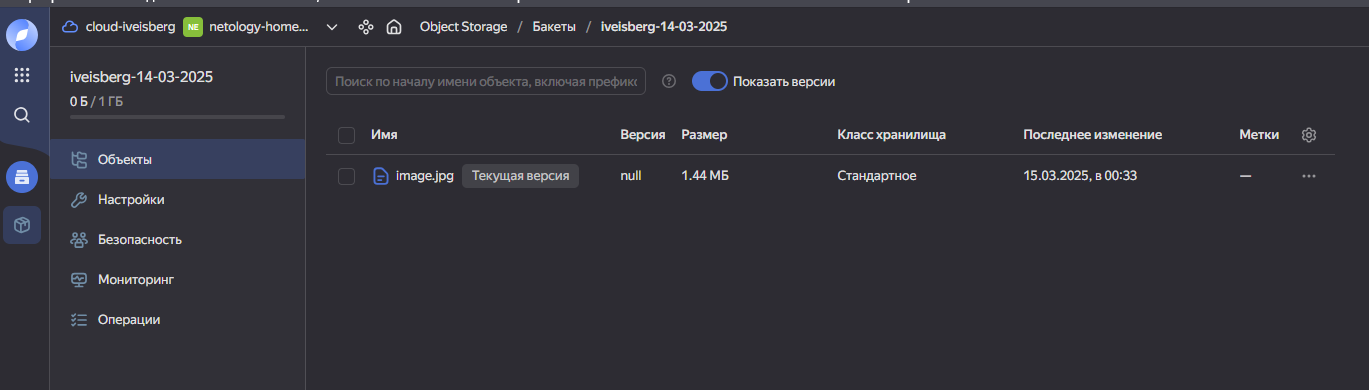 cloud-iveisberg NE netology-home... Object Storage / Бакеты / iveisberg-14-03-2025
iveisberg-14-03-2025
0 Б / 1 ГБ
Объекты
Настройки
Безопасность
Мониторинг
Операции
Поиск по началу имени объекта, включая префикс Показать версии
Имя Версия Размер Класс хранилища Последнее изменение Метки
image.jpg Текущая версия null 1.44 МБ Стандартное 15.03.2025, в 00:33 —